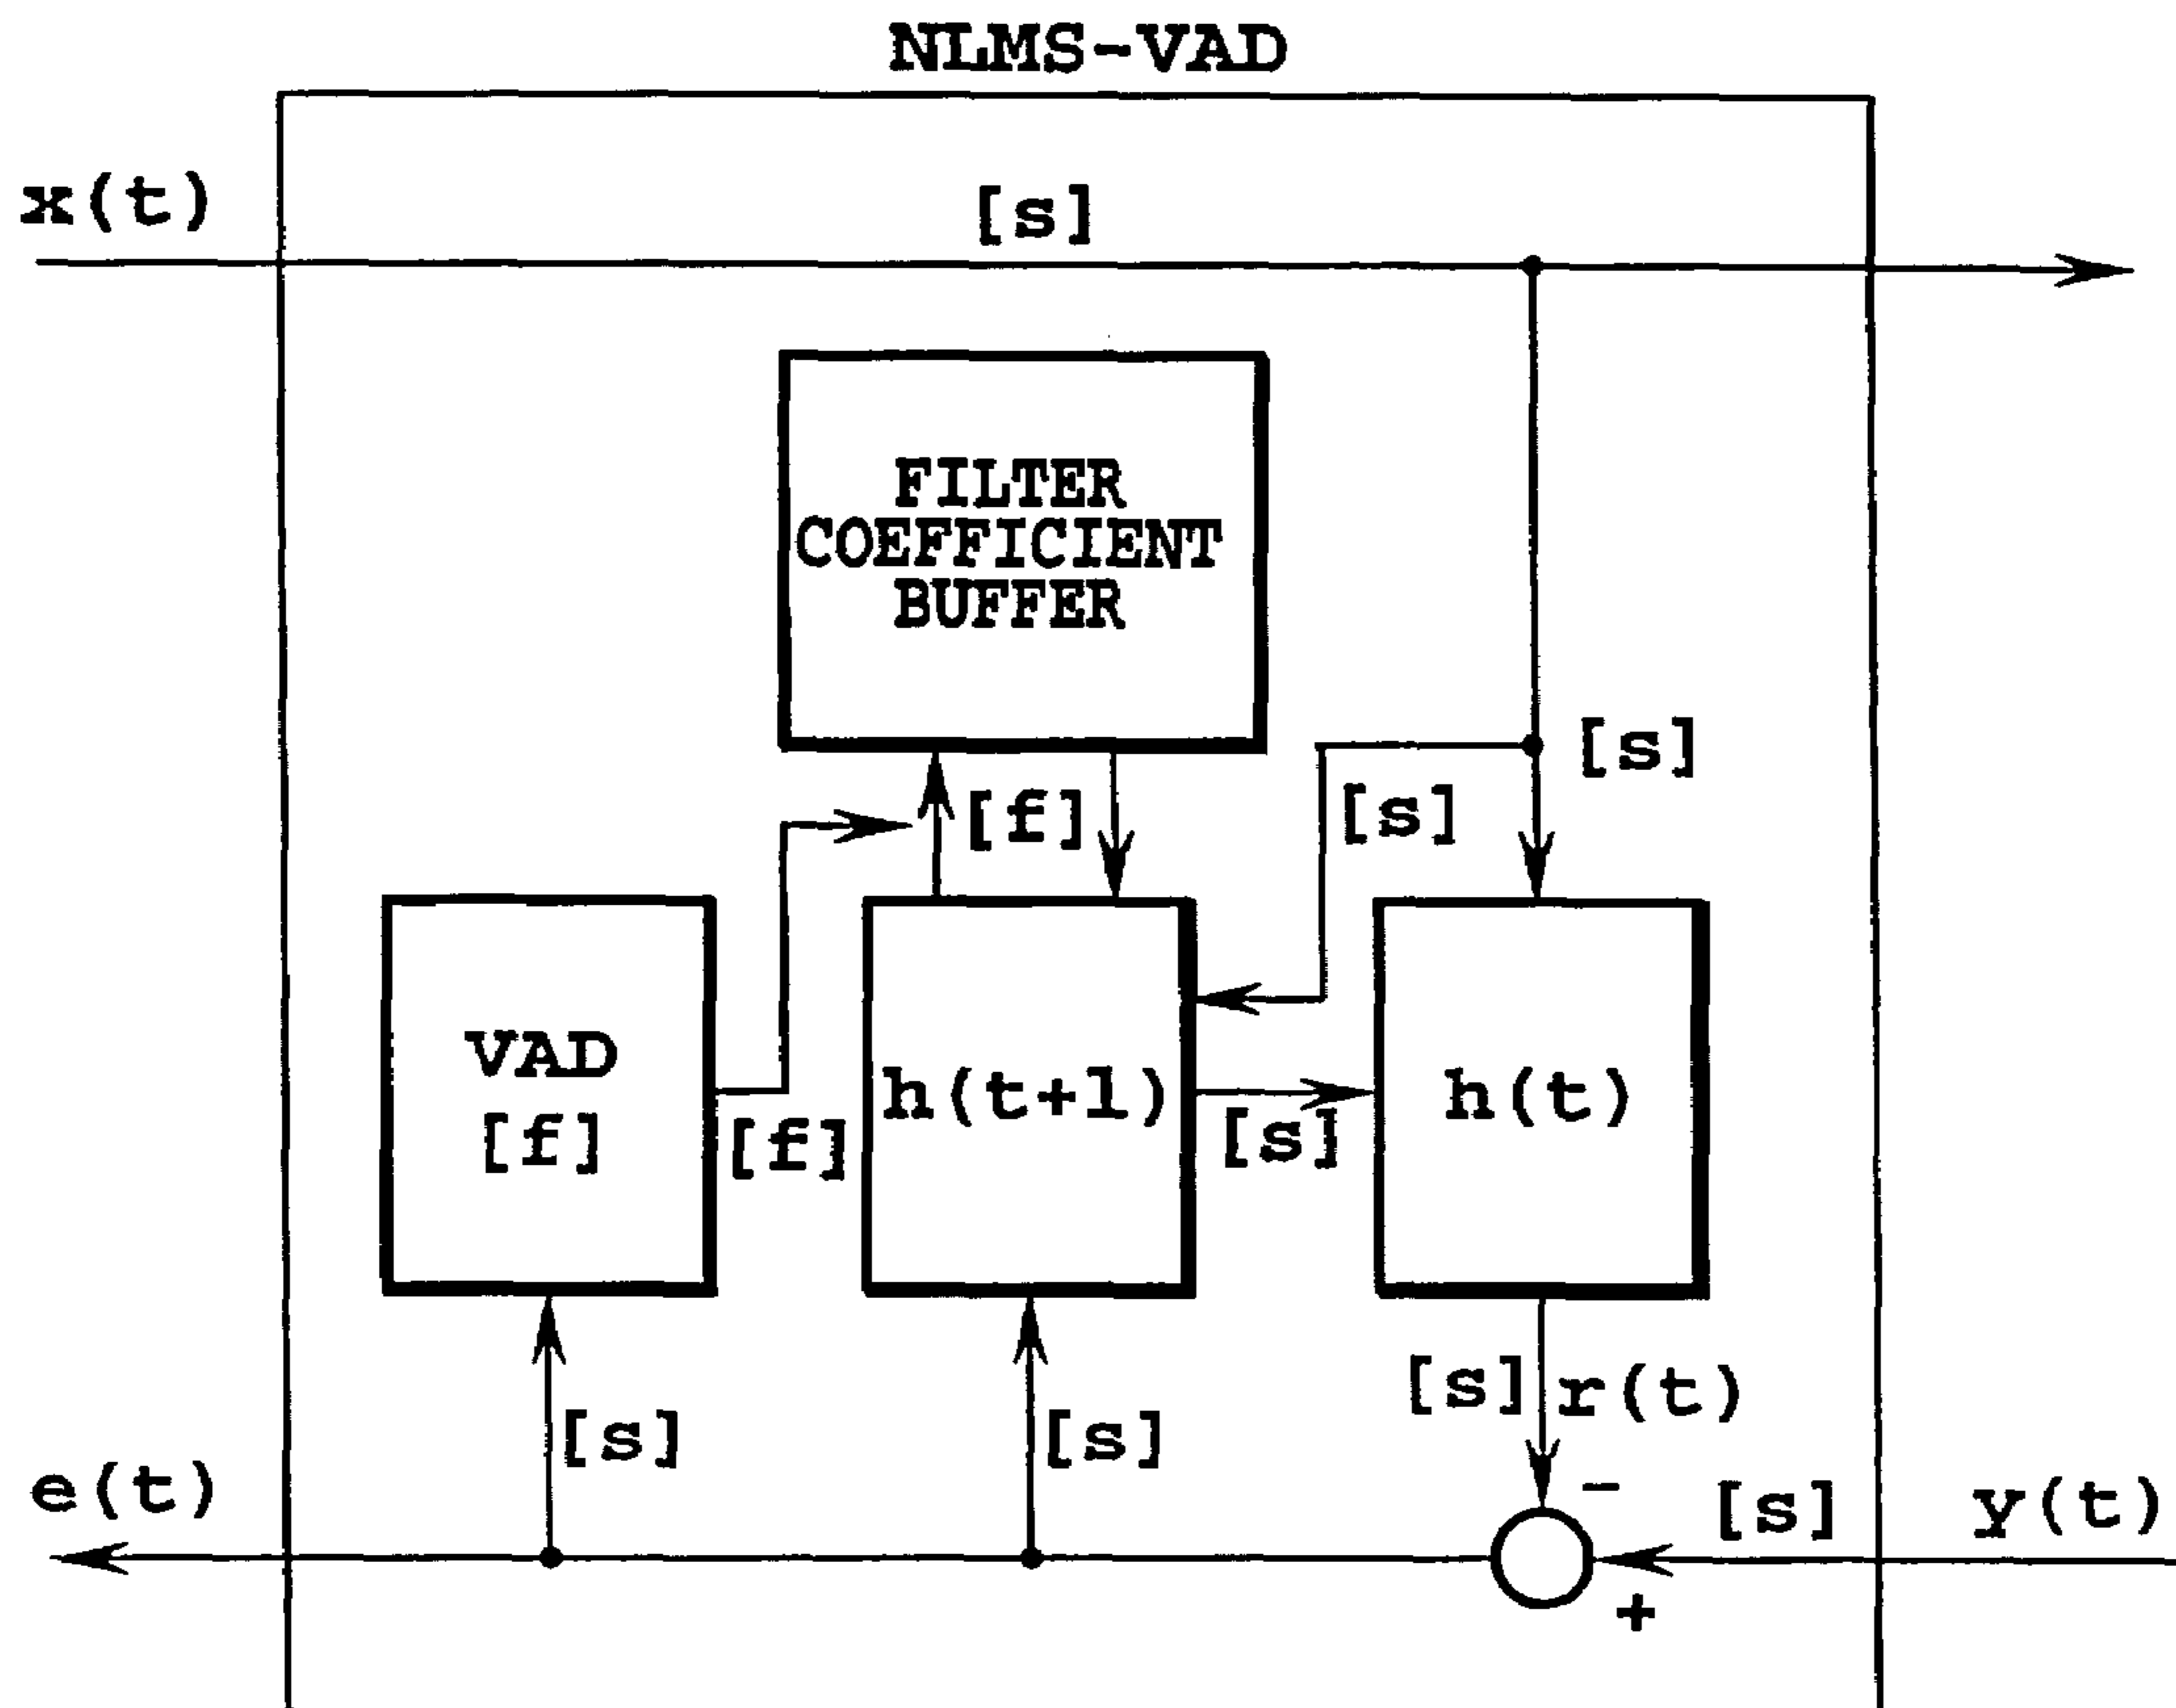 NLMS-VAD
x(t)
[s]
FILTER
COEFFICIENT
BUFFER
[s]
[s]
[f]
VAD
[f]
[f]
h(t+1)
[s]
h(t)
[s]
r(t)
[s]
[s]
e(t)
-
[s]
y(t)
+